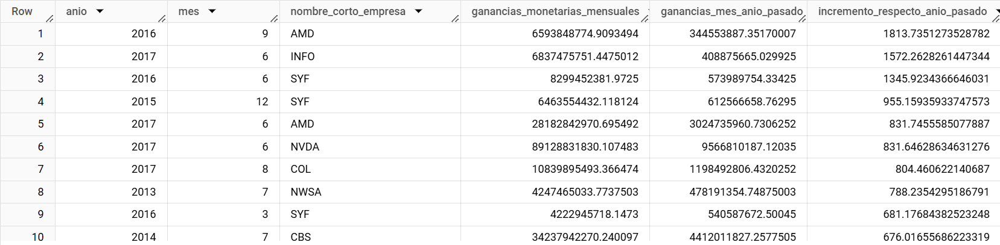 Row anio mes nombre_corto_empresa ganancias_monetarias_mensuales ganancias_mes_anio_pasado incremento_respecto_anio_pasado
1 2016 9 AMD 6593848774.9093494 344553887.35170007 1813.7351273528782
2 2017 6 INFO 6837475751.4475012 408875665.029925 1572.2628261447344
3 2016 6 SYF 8299452381.9725 573989754.33425 1345.9234366646031
4 2015 12 SYF 6463554432.118124 612566658.76295 955.15935933747573
5 2017 6 AMD 28182842970.695492 3024735960.7306252 831.7455585077887
6 2017 6 NVDA 89128831830.107483 9566810187.12035 831.64628634631276
7 2017 8 COL 10839895493.366474 1198492806.4320252 804.460622140687
8 2013 7 NWSA 4247465033.7737503 478191354.74875003 788.2354295186791
9 2016 3 SYF 4222945718.1473 540587672.50045 681.17684382523248
10 2014 7 CBS 34237942270.240097 4412011827.2577505 676.01655686223319